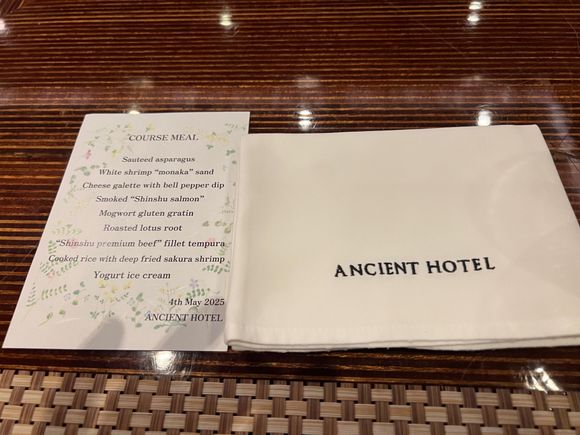 COURSE MEAL
Sauteed asparagus
White shrimp "monaka" sand
Cheese galette with bell pepper dip
Smoked "Shinshu salmon"
Mogwort gluten gratin
Roasted lotus root
"Shinshu premium beef" fillet tempura
Cooked rice with deep fried sakura shrimp
Yogurt ice cream
4th May 2025
ANCIENT HOTEL
ANCIENT HOTEL